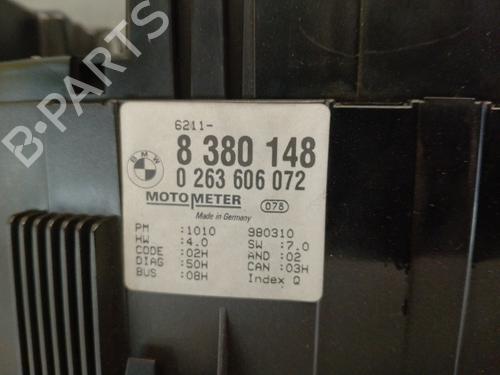 6211-
BMW
8 380 148
0 263 606 072
MOTOMETER
076
Made in Germany
PM :1010 980310
HW :4.0 SW :7.0
CODE :02H AND :02
DIAG :50H CAN :03H
BUS :08H Index Q
B-PARTS